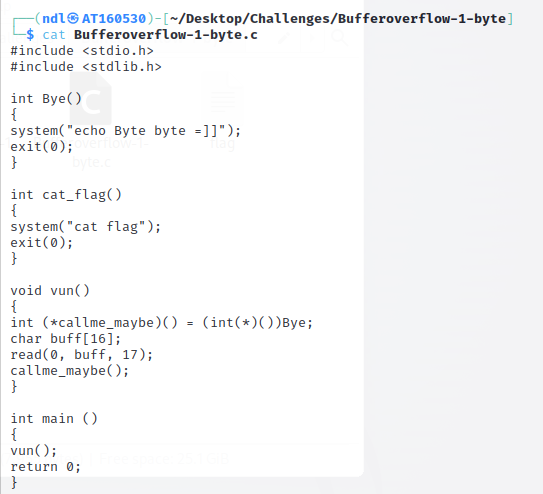 ┌──(ndl㉿AT160530)-[~/Desktop/Challenges/Bufferoverflow-1-byte]
└─$ cat Bufferoverflow-1-byte.c
#include <stdio.h>
#include <stdlib.h>

int Bye()
{
system("echo Byte byte =]]");
exit(0);
}

int cat_flag()
{
system("cat flag");
exit(0);
}

void vun()
{
int (*callme_maybe)() = (int(*)())Bye;
char buff[16];
read(0, buff, 17);
callme_maybe();
}

int main ()
{
vun();
return 0;
}